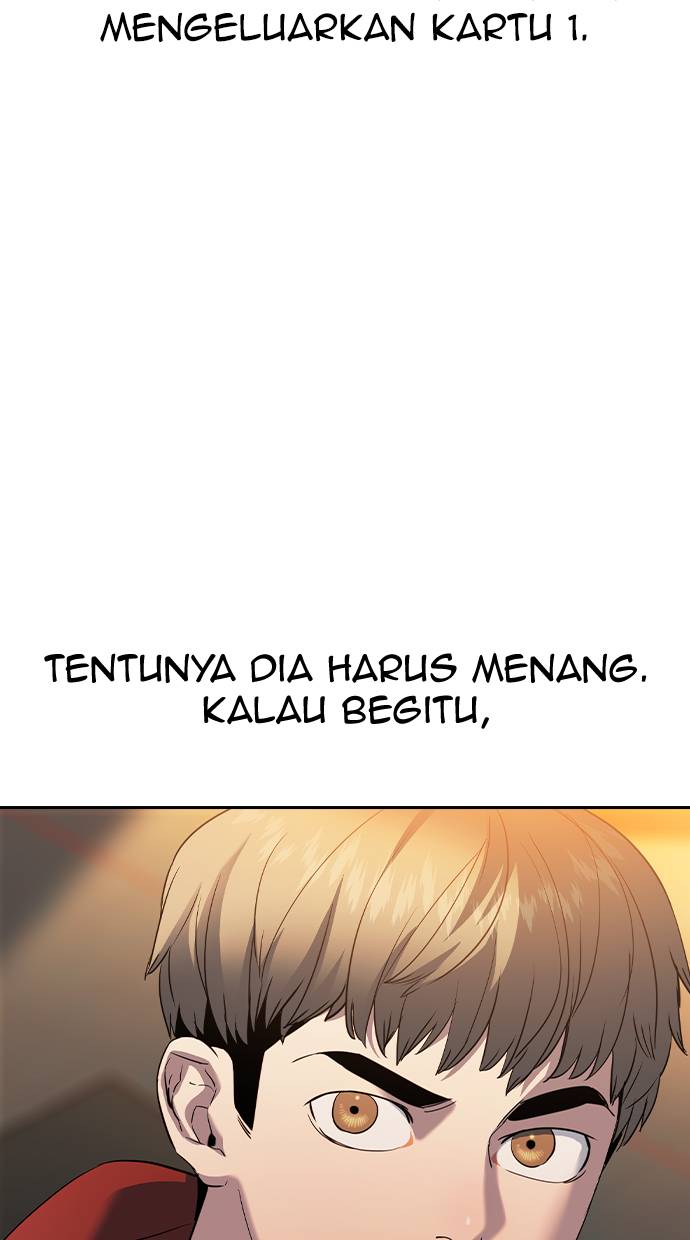 MENGELUARKAN KARTU 1.
TENTUNYA DIA HARUS MENANG.
KALAU BEGITU,